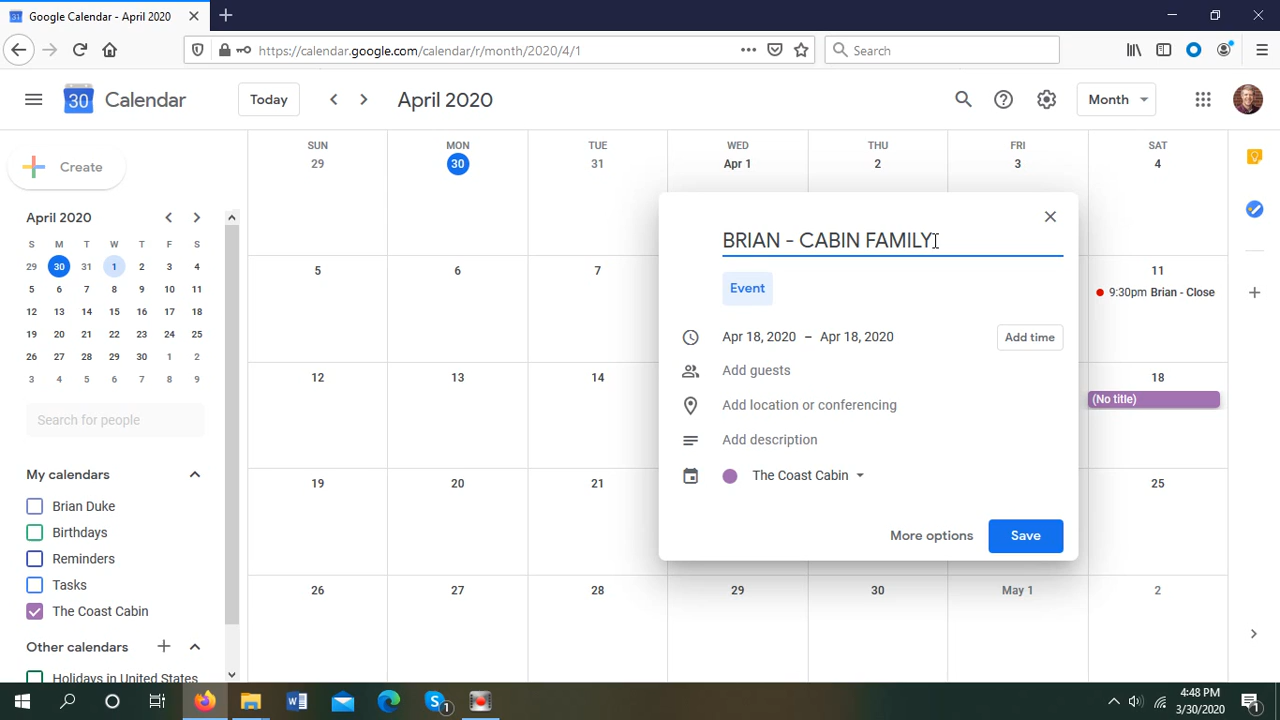 30 Google Calendar - April 2020
https://calendar.google.com/calendar/r/month/2020/4/1
Search
30 Calendar
Today
April 2020
Month
Create
April 2020
S M T W T F S
29 30 31 1 2 3 4
5 6 7 8 9 10 11
12 13 14 15 16 17 18
19 20 21 22 23 24 25
26 27 28 29 30 1 2
3 4 5 6 7 8 9
Search for people
My calendars
Brian Duke
Birthdays
Reminders
Tasks
The Coast Cabin
Other calendars
Holidays in United States
SUN MON TUE WED THU FRI SAT
29 30 31 Apr 1 2 3 4
5 6 7 11
9:30pm Brian - Close
12 13 14 18
(No title)
19 20 21 25
26 27 28 29 30 May 1 2
BRIAN - CABIN FAMILY
Event
Apr 18, 2020 – Apr 18, 2020 Add time
Add guests
Add location or conferencing
Add description
The Coast Cabin
More options Save
1
4:48 PM
3/30/2020
1